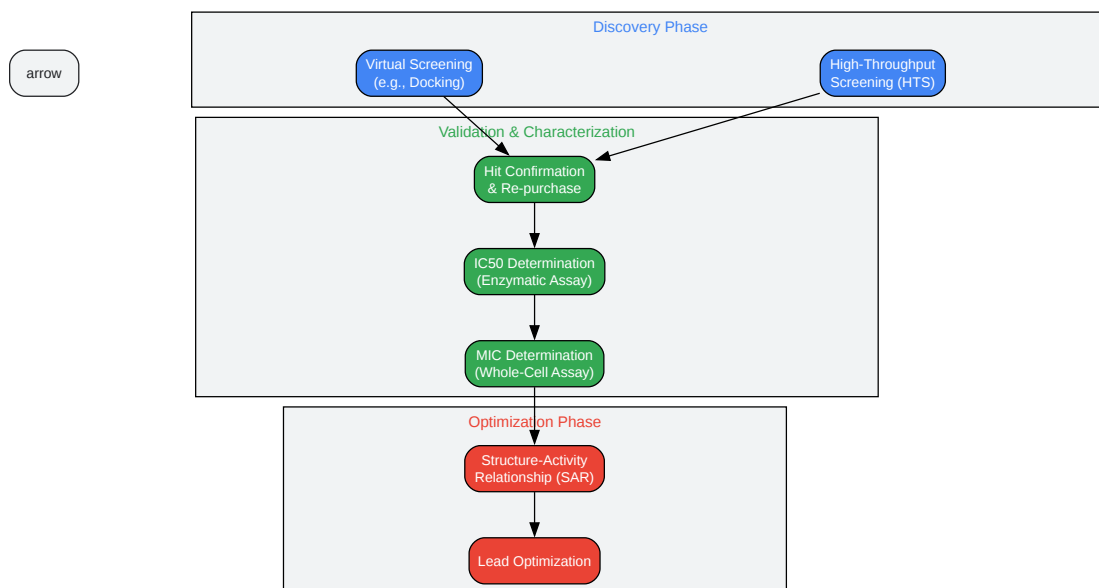 Discovery Phase
arrow
Virtual Screening
(e.g., Docking)
High-Throughput
Screening (HTS)
Validation & Characterization
Hit Confirmation
& Re-purchase
IC50 Determination
(Enzymatic Assay)
MIC Determination
(Whole-Cell Assay)
Optimization Phase
Structure-Activity
Relationship (SAR)
Lead Optimization